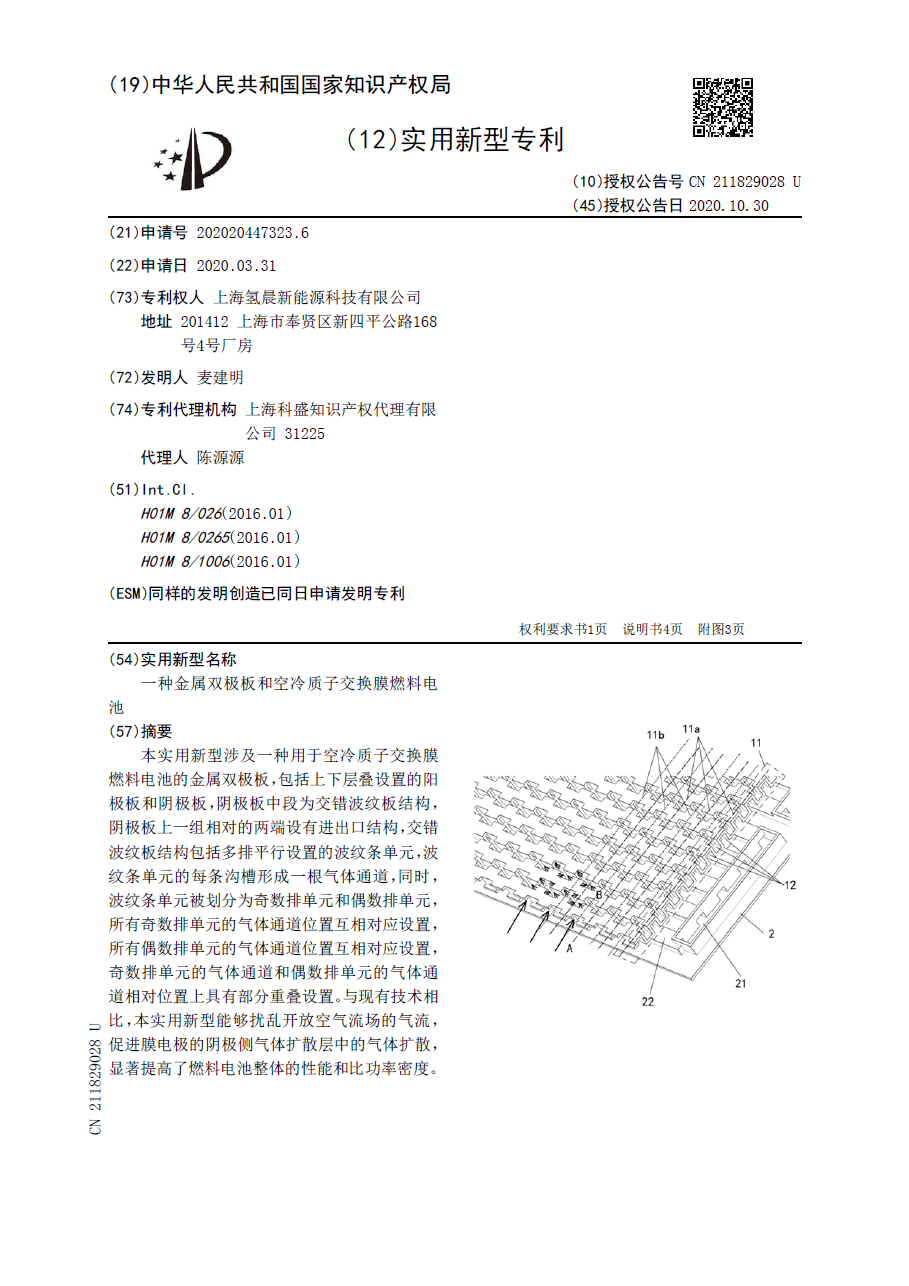 (19)中华人民共和国国家知识产权局
(12)实用新型专利
(10)授权公告号 CN 211829028 U
(45)授权公告日 2020.10.30
(21)申请号 202020447323.6
(22)申请日 2020.03.31
(73)专利权人 上海氢晨新能源科技有限公司
地址 201412 上海市奉贤区新四平公路168
号4号厂房
(72)发明人 麦建明
(74)专利代理机构 上海科盛知识产权代理有限
公司 31225
代理人 陈源源
(51)Int.Cl.
H01M 8/026(2016.01)
H01M 8/0265(2016.01)
H01M 8/1006(2016.01)
(ESM)同样的发明创造已同日申请发明专利
权利要求书1页 说明书4页 附图3页
(54)实用新型名称
一种金属双极板和空冷质子交换膜燃料电
池
(57)摘要
本实用新型涉及一种用于空冷质子交换膜
燃料电池的金属双极板,包括上下层叠设置的阳
极板和阴极板,阴极板中段为交错波纹板结构,
阴极板上一组相对的两端设有进出口结构,交错
波纹板结构包括多排平行设置的波纹条单元,波
纹条单元的每条沟槽形成一根气体通道,同时,
波纹条单元被划分为奇数排单元和偶数排单元,
所有奇数排单元的气体通道位置互相对应设置,
所有偶数排单元的气体通道位置互相对应设置,
奇数排单元的气体通道和偶数排单元的气体通
道相对位置上具有部分重叠设置。与现有技术相
比,本实用新型能够扰乱开放空气流场的气流,
促进膜电极的阴极侧气体扩散层中的气体扩散,
显著提高了燃料电池整体的性能和比功率密度。
11b
11a
11
12
B
A
2
21
22
CN 211829028 U